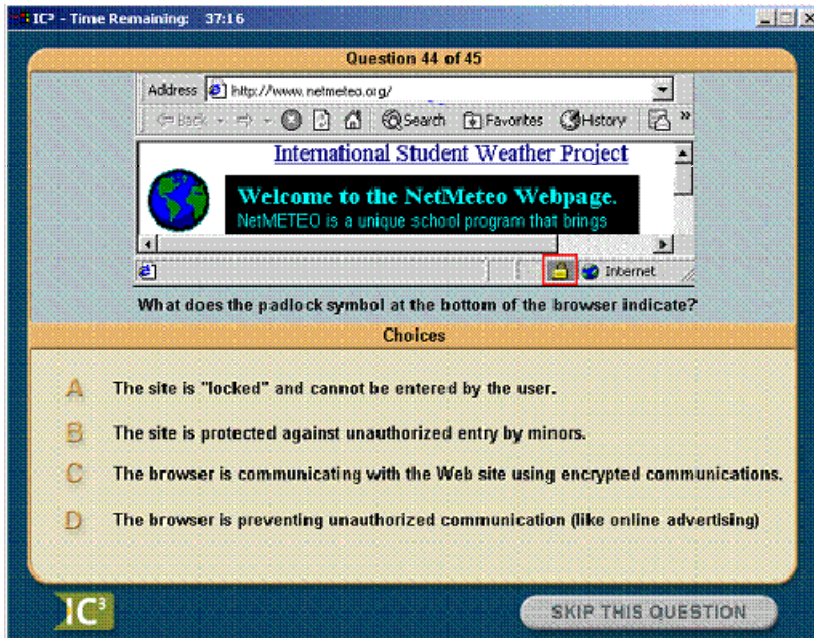 IC³ - Time Remaining: 37:16
Question 44 of 45
Address http://www.netmeteo.org/
Back Search Favorites History »
International Student Weather Project
Welcome to the NetMeteo Webpage.
NetMETEO is a unique school program that brings
Internet
What does the padlock symbol at the bottom of the browser indicate?
Choices
A The site is "locked" and cannot be entered by the user.
B The site is protected against unauthorized entry by minors.
C The browser is communicating with the Web site using encrypted communications.
D The browser is preventing unauthorized communication (like online advertising)
IC³ SKIP THIS QUESTION